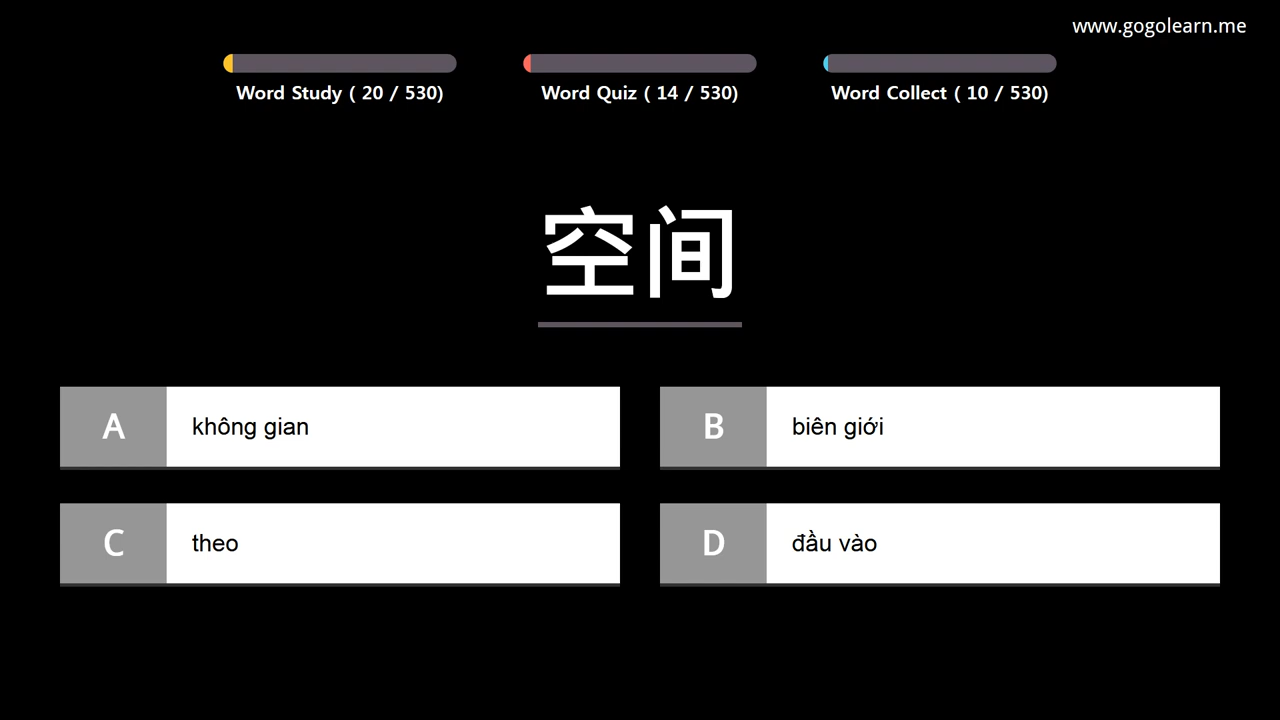 www.gogolearn.me
Word Study ( 20 / 530)
Word Quiz ( 14 / 530)
Word Collect ( 10 / 530)
空间
A không gian
B biên giới
C theo
D đầu vào